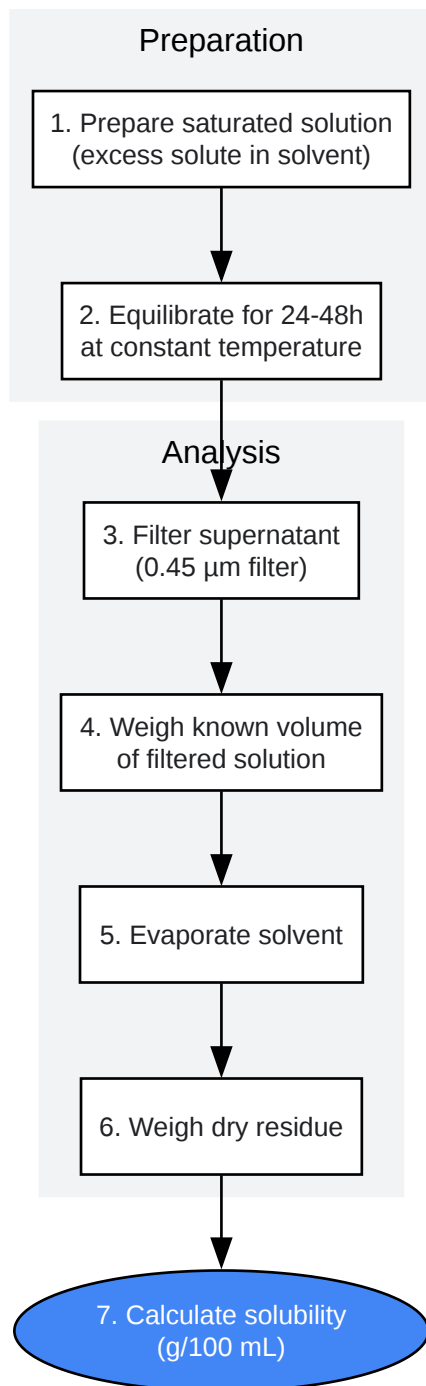 Preparation
1. Prepare saturated solution
(excess solute in solvent)
2. Equilibrate for 24-48h
at constant temperature
Analysis
3. Filter supernatant
(0.45 µm filter)
4. Weigh known volume
of filtered solution
5. Evaporate solvent
6. Weigh dry residue
7. Calculate solubility
(g/100 mL)